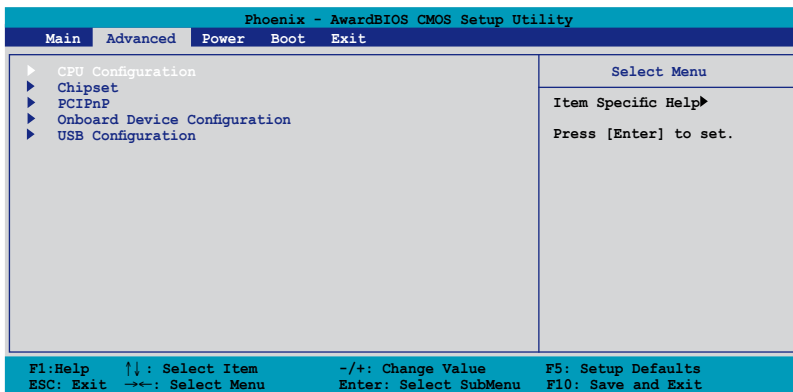 Phoenix - AwardBIOS CMOS Setup Utility
Main Advanced Power Boot Exit
CPU Configuration
Chipset
PCIPnP
Onboard Device Configuration
USB Configuration
Select Menu
Item Specific Help
Press [Enter] to set.
F1:Help ↑↓: Select Item -/+: Change Value F5: Setup Defaults
ESC: Exit →←: Select Menu Enter: Select SubMenu F10: Save and Exit